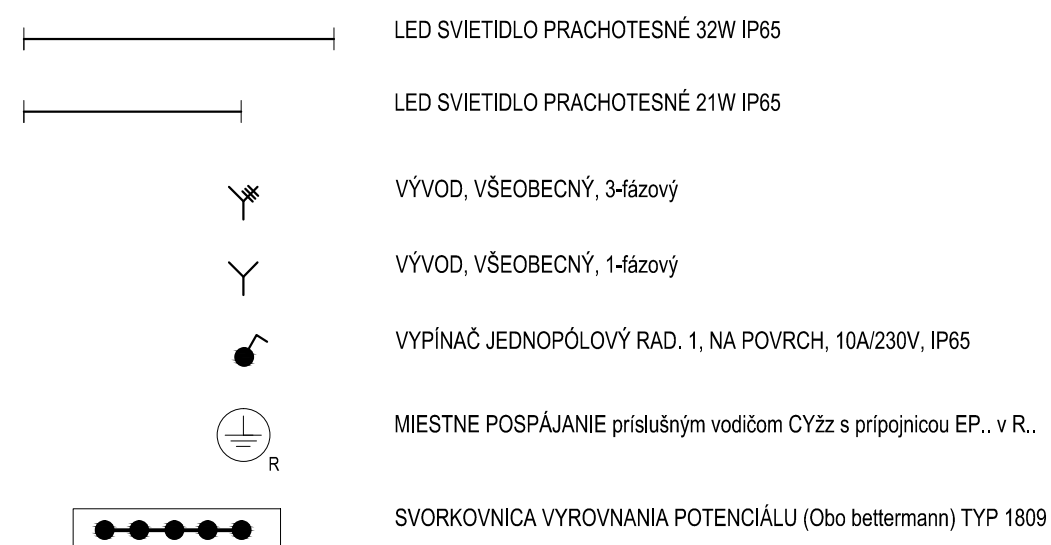 LED SVIETIDLO PRACHOTESNÉ 32W IP65
LED SVIETIDLO PRACHOTESNÉ 21W IP65
VÝVOD, VŠEOBECNÝ, 3-fázový
VÝVOD, VŠEOBECNÝ, 1-fázový
VYPÍNAČ JEDNOPÓLOVÝ RAD. 1, NA POVRCH, 10A/230V, IP65
MIESTNE POSPÁJANIE príslušným vodičom CYžz s prípojnicou EP.. v R..
R
SVORKOVNICA VYROVNANIA POTENCIÁLU (Obo bettermann) TYP 1809